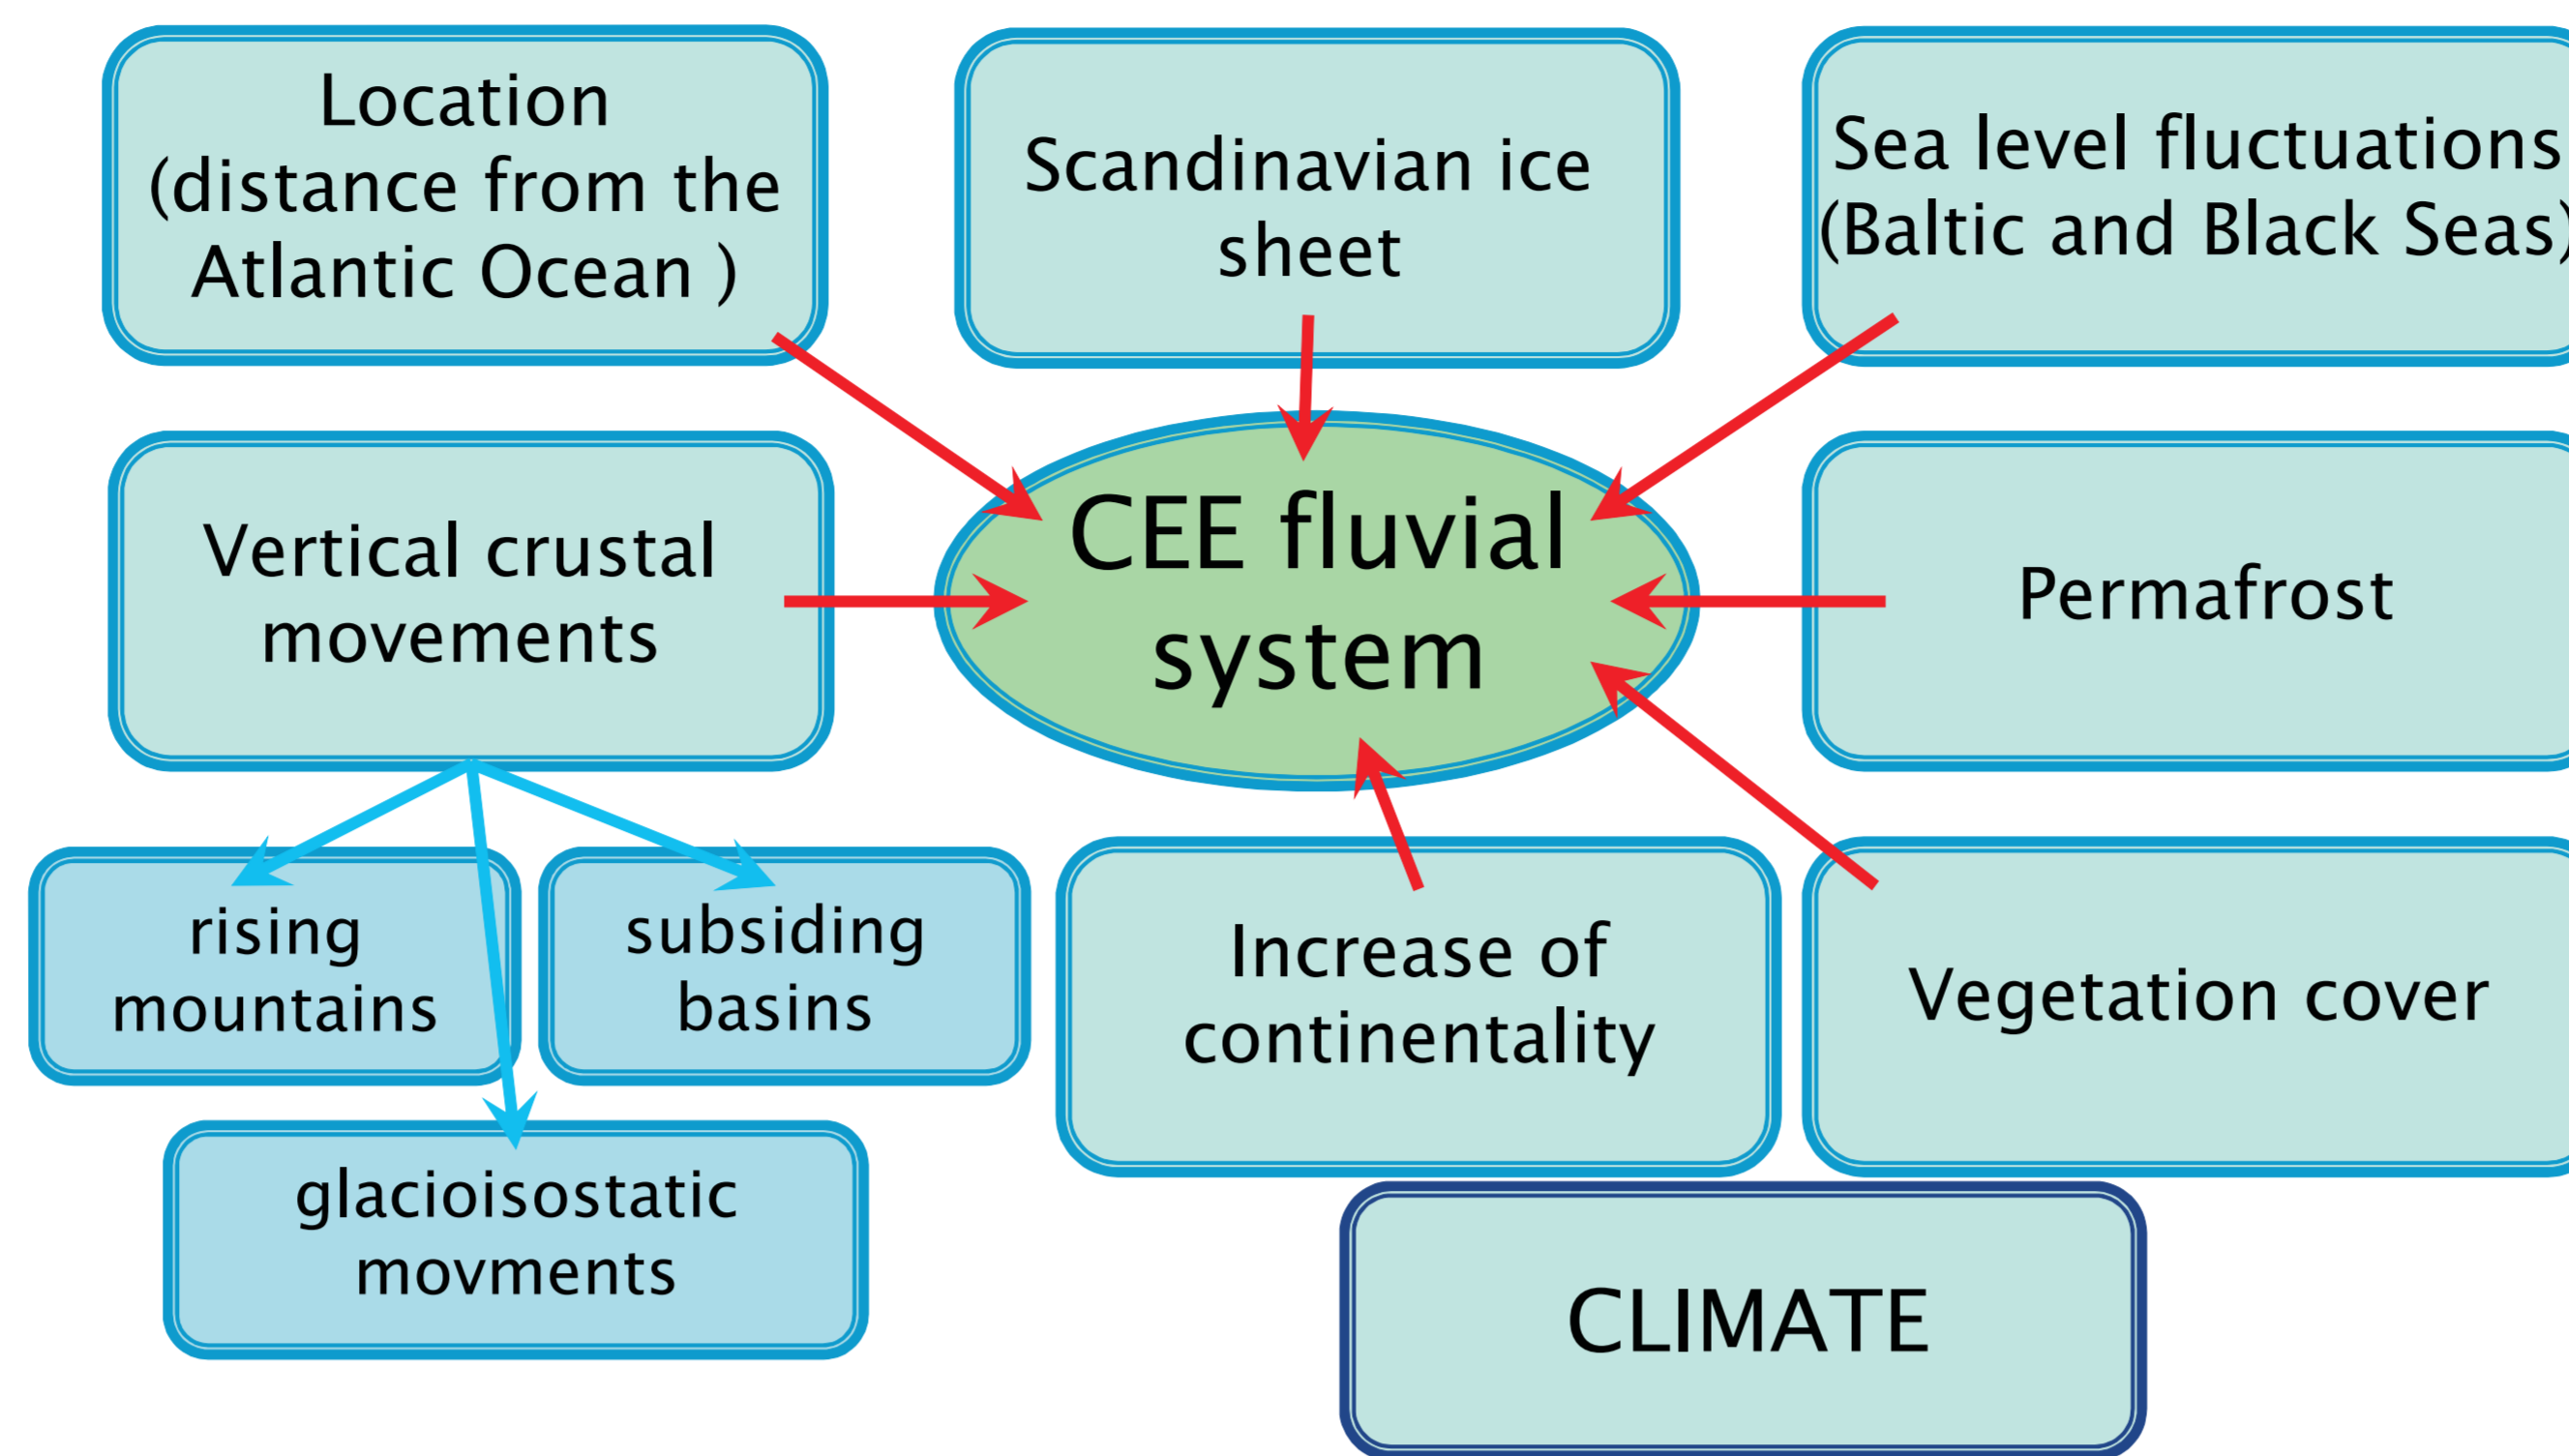 Location
(distance from the
Atlantic Ocean )
Scandinavian ice
sheet
Sea level fluctuations
(Baltic and Black Seas)
Vertical crustal
movements
CEE fluvial
system
Permafrost
rising
mountains
subsiding
basins
Increase of
continentality
Vegetation cover
glacioisostatic
movments
CLIMATE